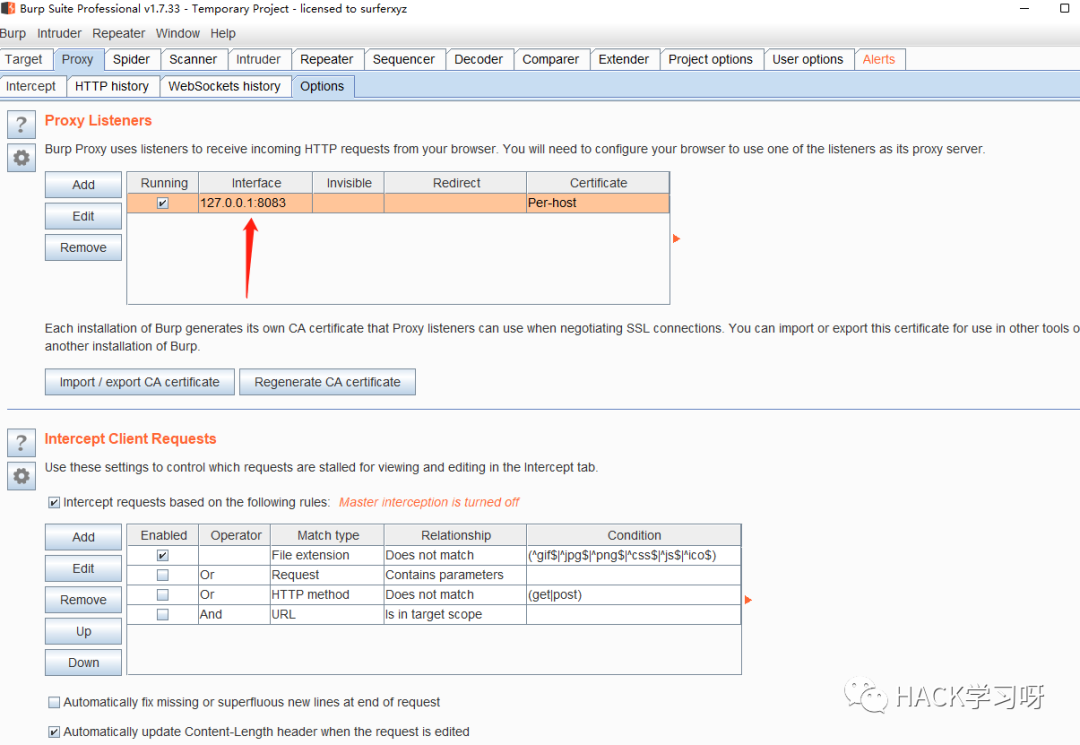 Burp Suite Professional v1.7.33 - Temporary Project - licensed to surferxyz
Burp Intruder Repeater Window Help
Target Proxy Spider Scanner Intruder Repeater Sequencer Decoder Comparer Extender Project options User options Alerts
Intercept HTTP history WebSockets history Options
? Proxy Listeners
Burp Proxy uses listeners to receive incoming HTTP requests from your browser. You will need to configure your browser to use one of the listeners as its proxy server.
Add Running Interface Invisible Redirect Certificate
127.0.0.1:8083 Per-host
Edit
Remove
Each installation of Burp generates its own CA certificate that Proxy listeners can use when negotiating SSL connections. You can import or export this certificate for use in other tools o
another installation of Burp.
Import / export CA certificate Regenerate CA certificate
? Intercept Client Requests
Use these settings to control which requests are stalled for viewing and editing in the Intercept tab.
Intercept requests based on the following rules: Master interception is turned off
Add Enabled Operator Match type Relationship Condition
File extension Does not match (^gif$|^jpg$|^png$|^css$|^js$|^ico$)
Edit Or Request Contains parameters
Remove Or HTTP method Does not match (get|post)
And URL Is in target scope
Up
Down
Automatically fix missing or superfluous new lines at end of request
Automatically update Content-Length header when the request is edited
HACK学习呀